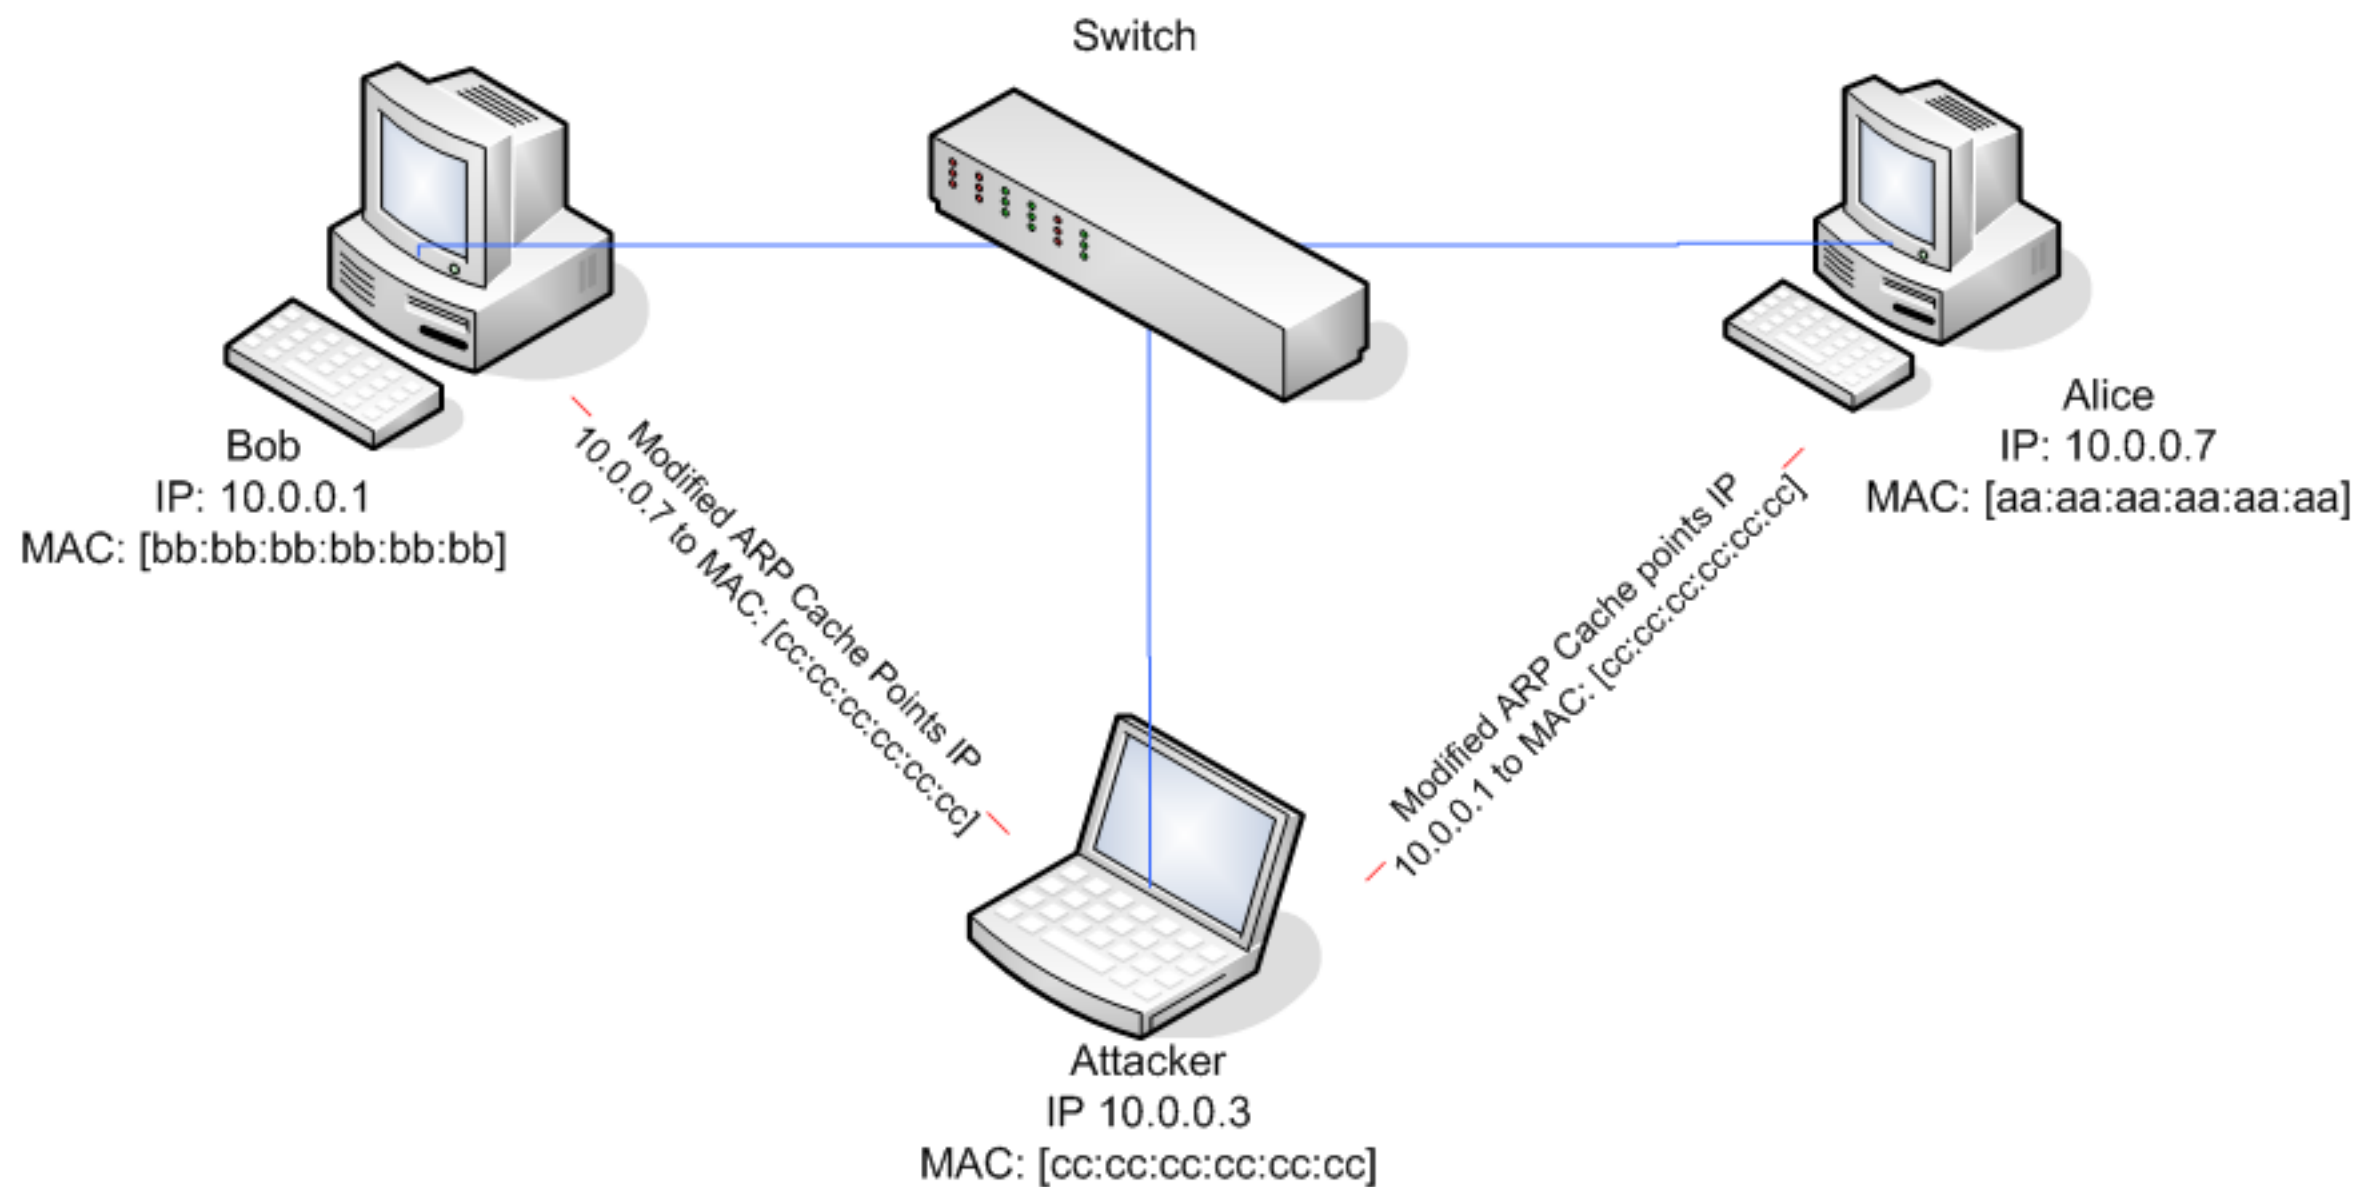 Switch
Bob
IP: 10.0.0.1
MAC: [bb:bb:bb:bb:bb:bb]
Alice
IP: 10.0.0.7
MAC: [aa:aa:aa:aa:aa:aa]
Modified ARP Cache Points IP
10.0.0.7 to MAC: [cc:cc:cc:cc:cc:cc]
Modified ARP Cache points IP
10.0.0.1 to MAC: [cc:cc:cc:cc:cc:cc]
Attacker
IP 10.0.0.3
MAC: [cc:cc:cc:cc:cc:cc]